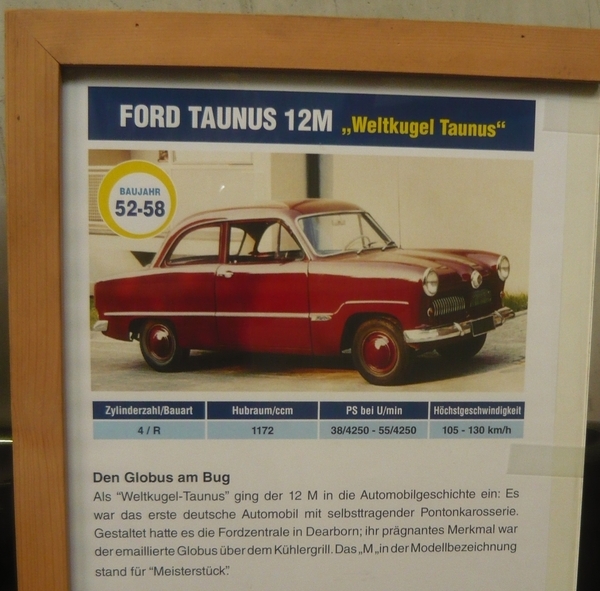 FORD TAUNUS 12M „Weltkugel Taunus“
BAUJAHR
52-58
Zylinderzahl/Bauart Hubraum/ccm PS bei U/min Höchstgeschwindigkeit
4 / R 1172 38/4250 - 55/4250 105 - 130 km/h
Den Globus am Bug
Als “Weltkugel-Taunus” ging der 12 M in die Automobilgeschichte ein: Es
war das erste deutsche Automobil mit selbsttragender Pontonkarosserie.
Gestaltet hatte es die Fordzentrale in Dearborn; ihr prägnantes Merkmal war
der emaillierte Globus über dem Kühlergrill. Das „M „in der Modellbezeichnung
stand für “Meisterstück”.